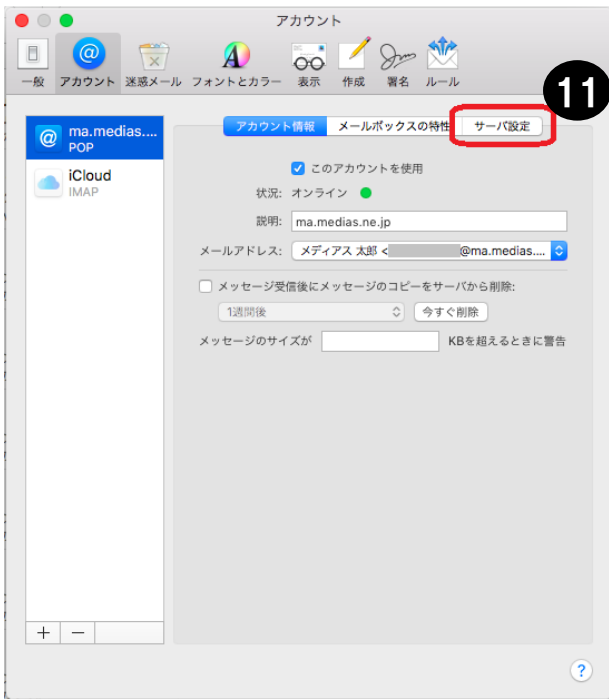 アカウント
一般 アカウント 迷惑メール フォントとカラー 表示 作成 署名 ルール
11
ma.medias....
POP
iCloud
IMAP
アカウント情報 メールボックスの特性 サーバ設定
このアカウントを使用
状況: オンライン
説明: ma.medias.ne.jp
メールアドレス: メディアス 太郎 < @ma.medias....
メッセージ受信後にメッセージのコピーをサーバから削除:
1週間後 今すぐ削除
メッセージのサイズが KBを超えるときに警告
+ − ?